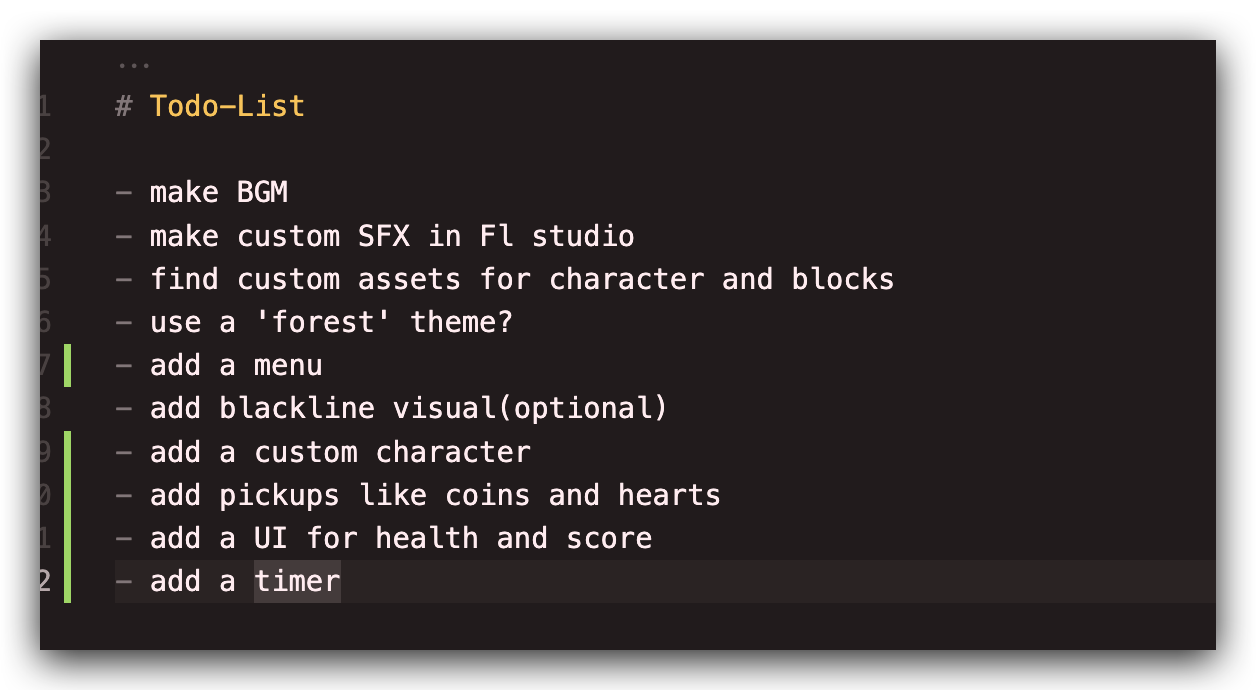 ...
1 # Todo-List
2
3 - make BGM
4 - make custom SFX in Fl studio
5 - find custom assets for character and blocks
6 - use a 'forest' theme?
7 - add a menu
8 - add blackline visual(optional)
9 - add a custom character
0 - add pickups like coins and hearts
1 - add a UI for health and score
2 - add a timer